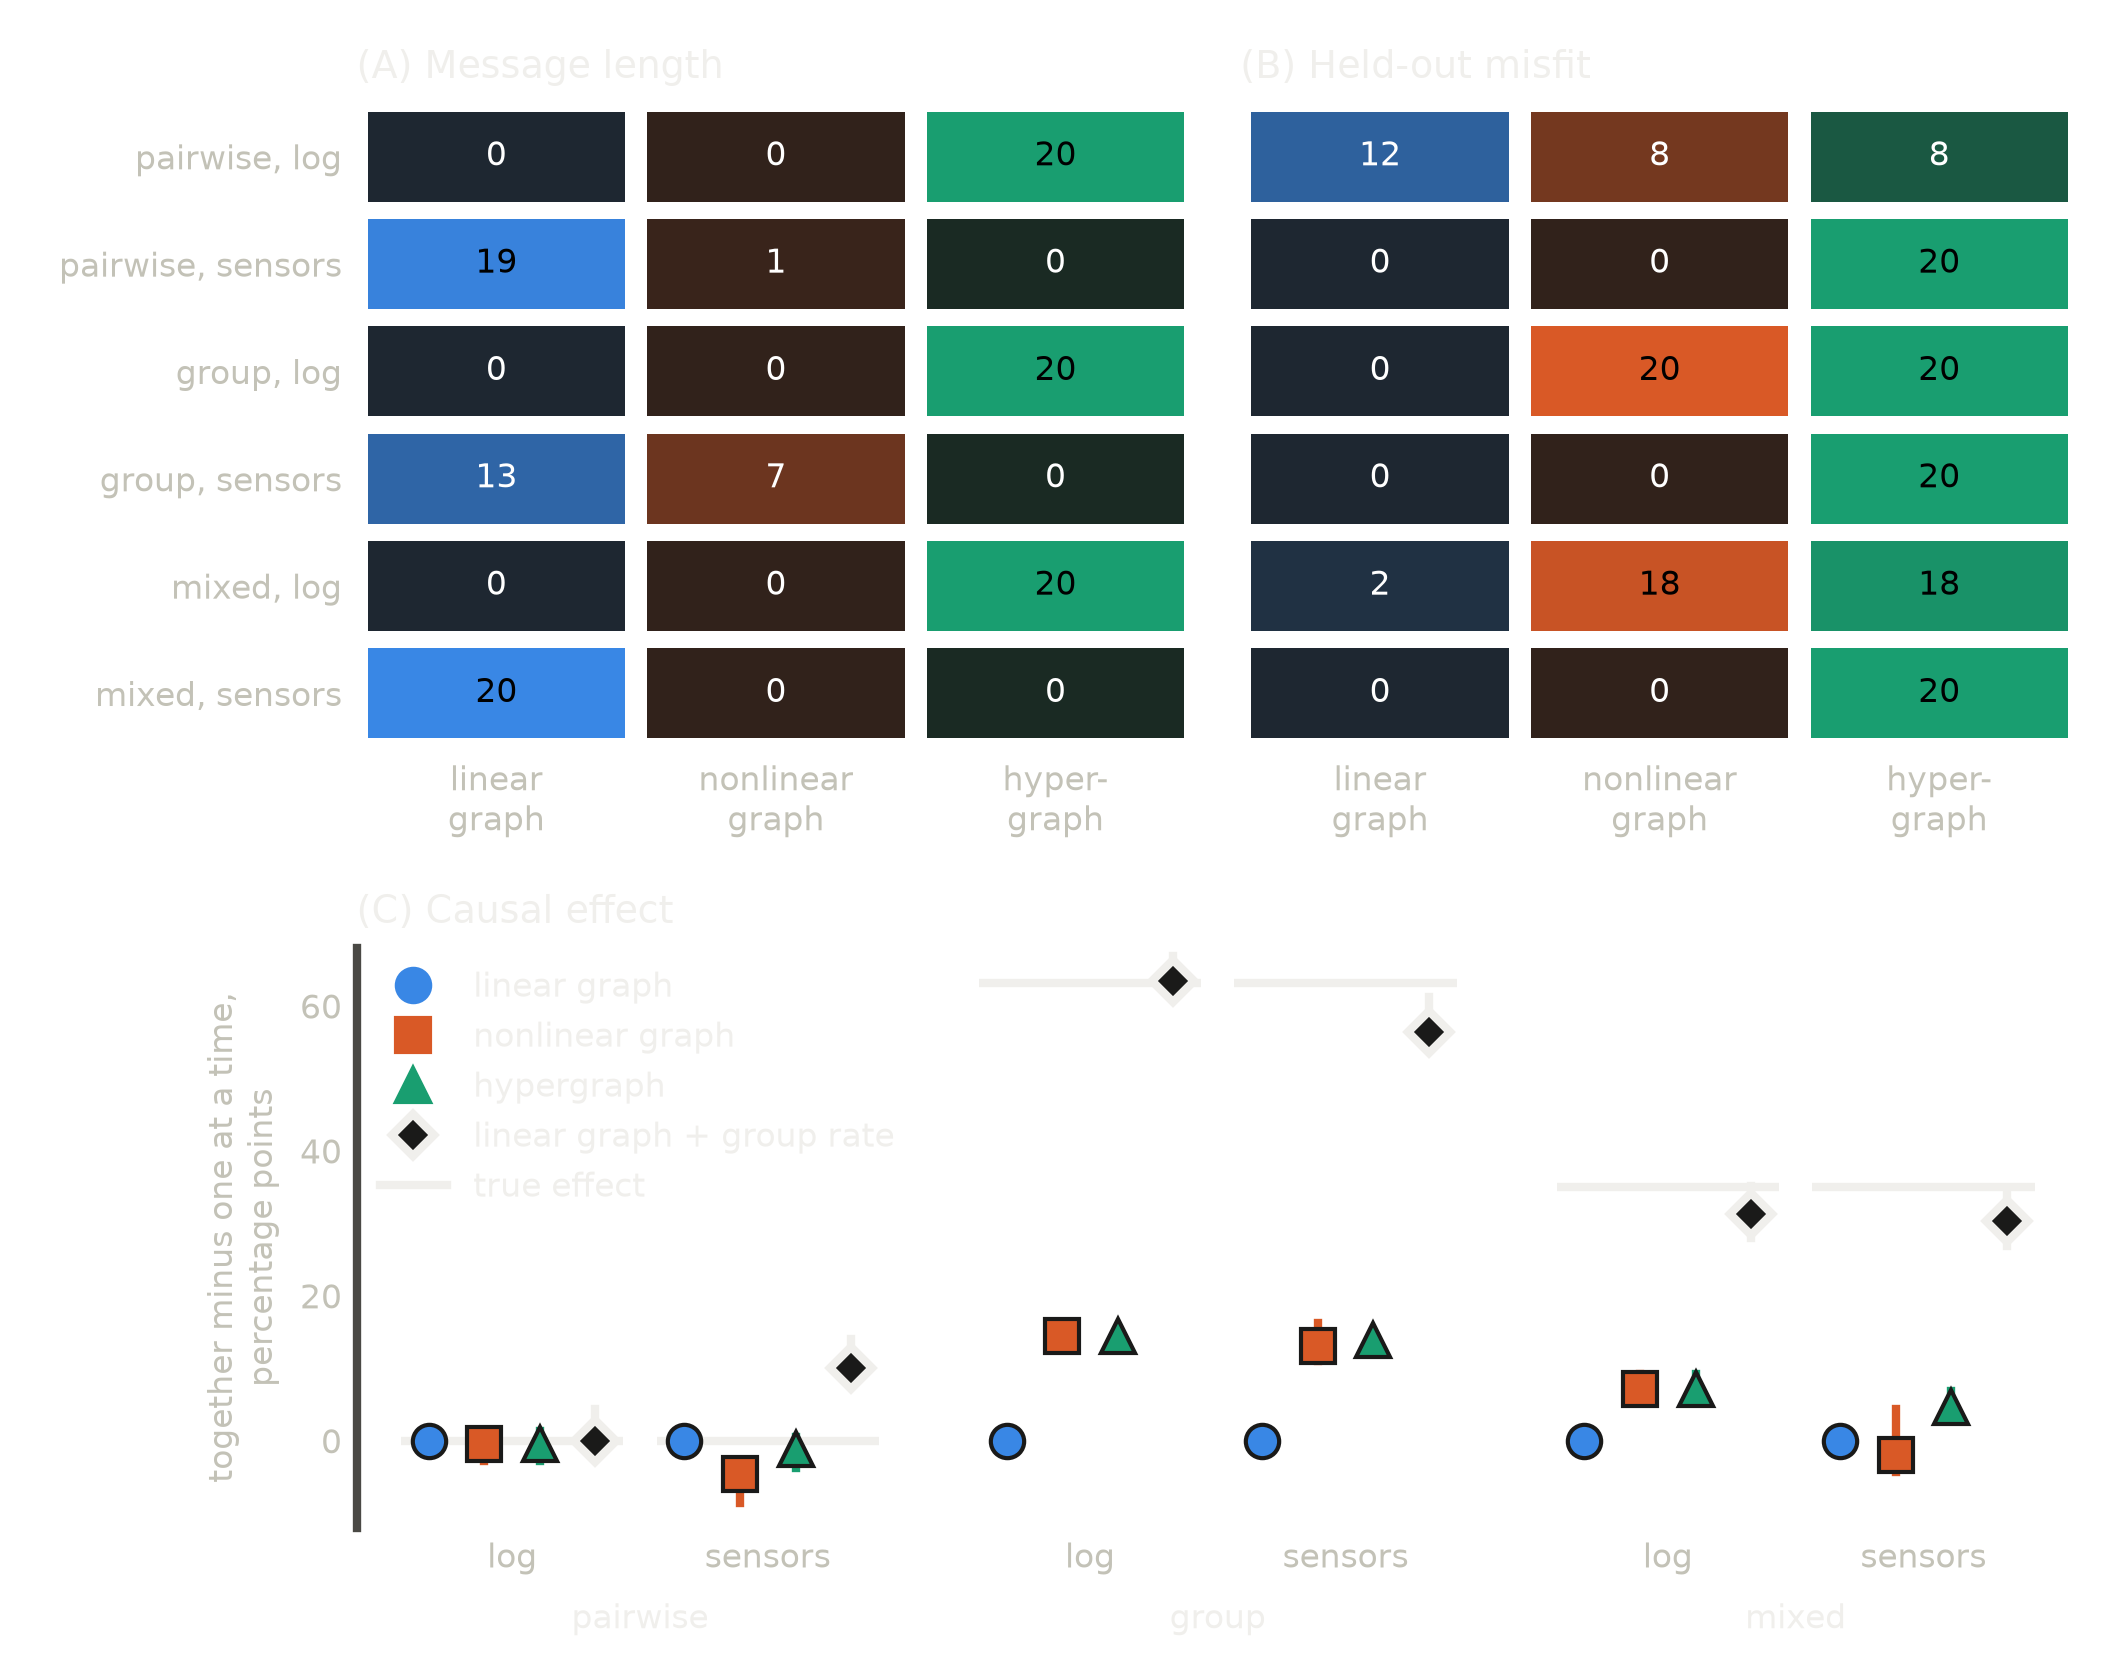 (A) Message length
(B) Held-out misfit
pairwise, log 0 0 20 12 8 8
pairwise, sensors 19 1 0 0 0 20
group, log 0 0 20 0 20 20
group, sensors 13 7 0 0 0 20
mixed, log 0 0 20 2 18 18
mixed, sensors 20 0 0 0 0 20
linear nonlinear hyper- linear nonlinear hyper-
graph graph graph graph graph graph
(C) Causal effect
together minus one at a time,
percentage points
60
40
20
0
linear graph
nonlinear graph
hypergraph
linear graph + group rate
true effect
log sensors log sensors log sensors
pairwise group mixed